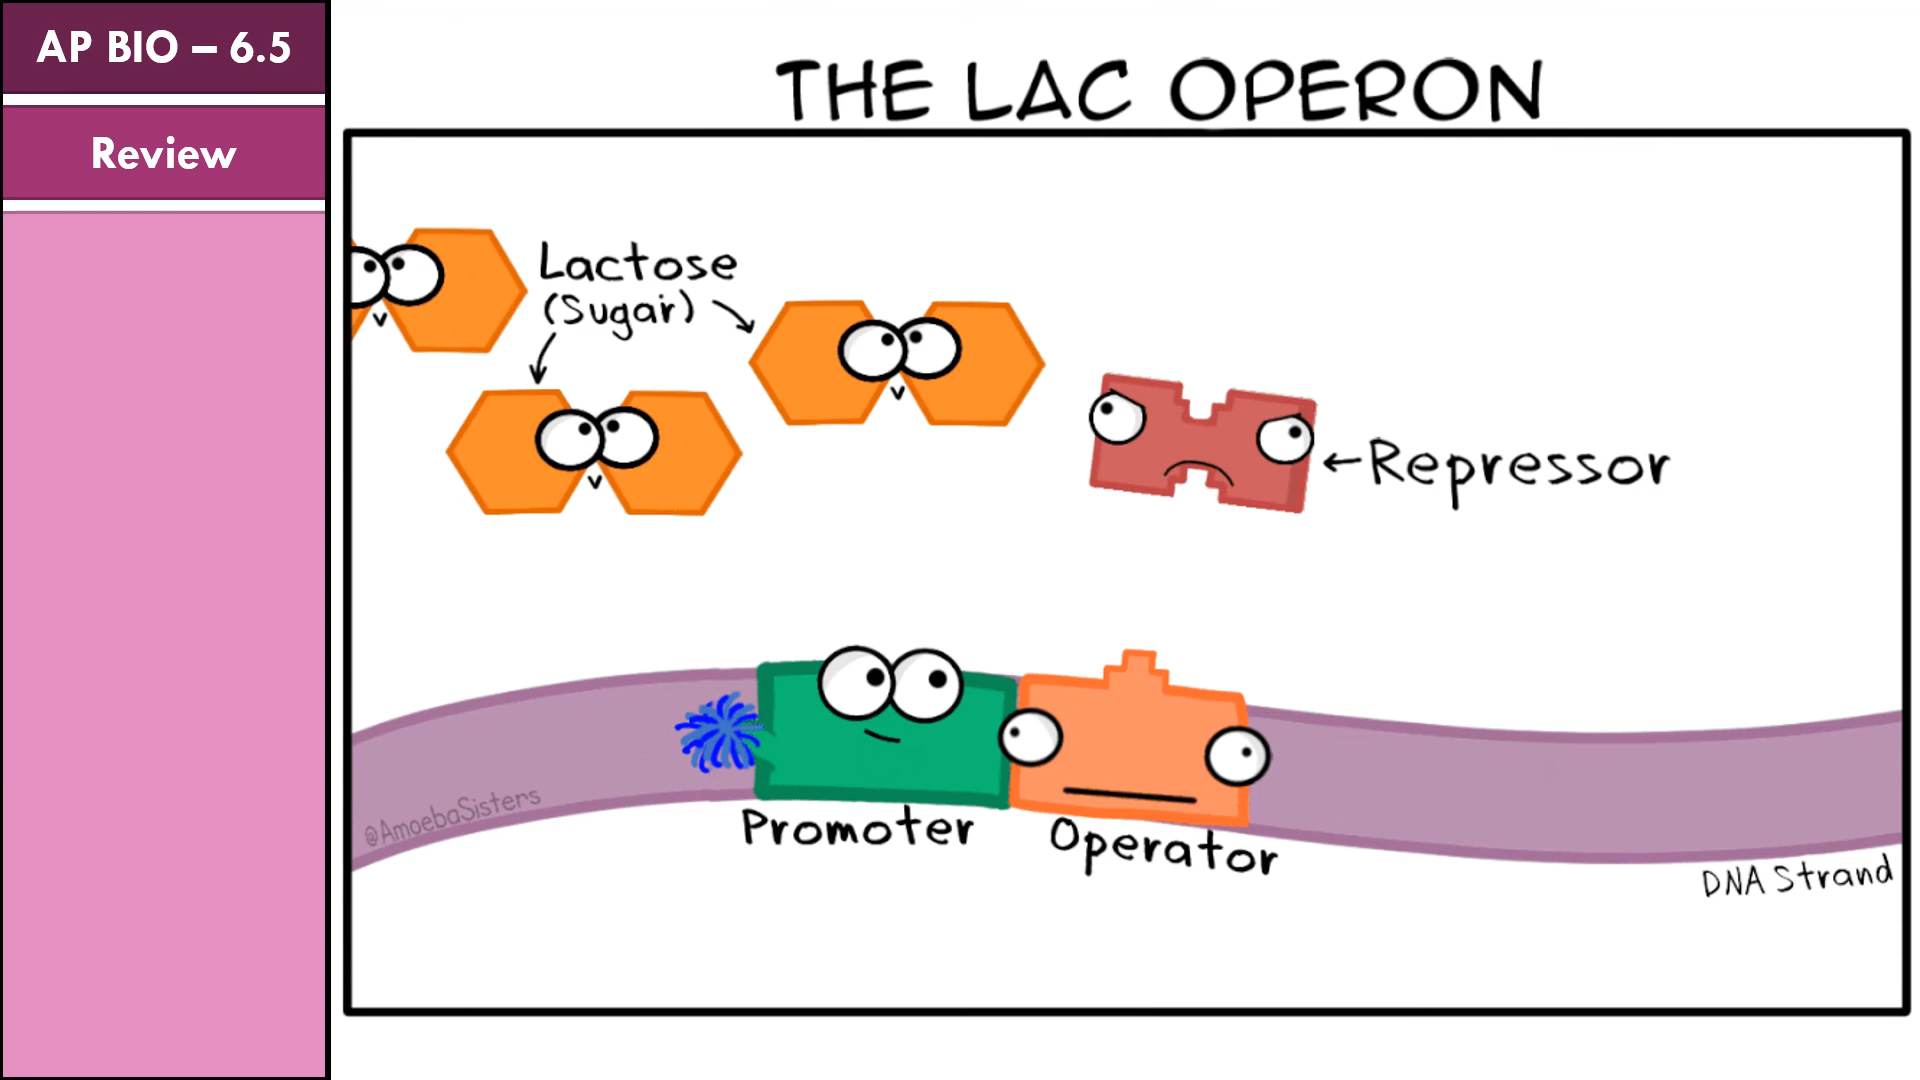 AP BIO – 6.5
Review
THE LAC OPERON
Lactose
(Sugar)
←Repressor
Promoter
Operator
@AmoebaSisters
DNA Strand